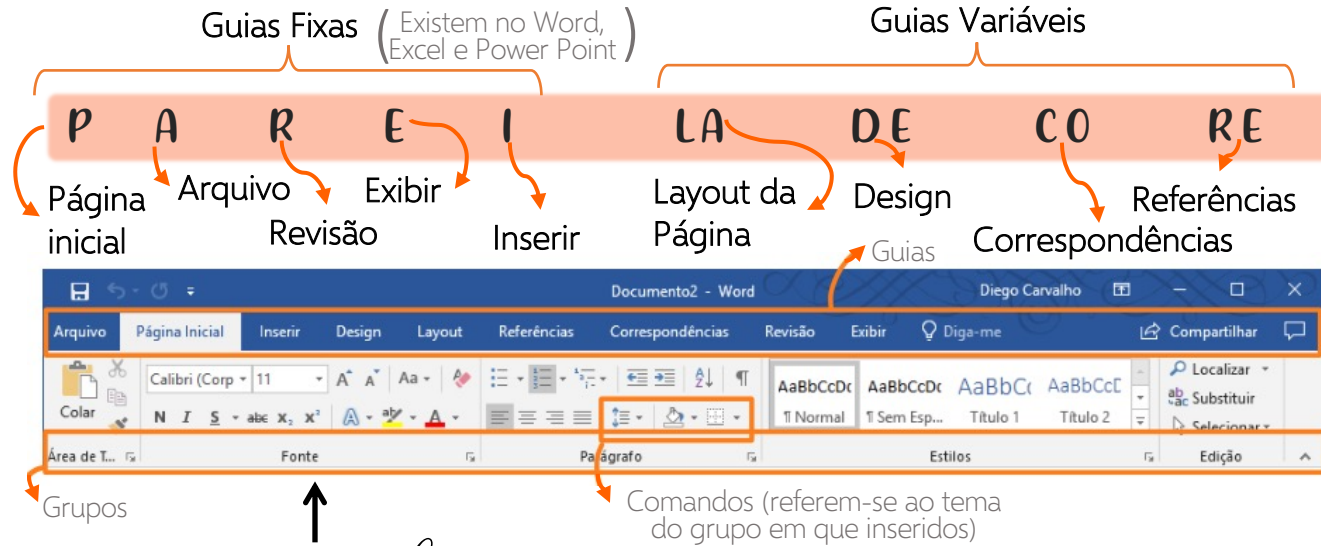 Guias Fixas (Existem no Word,
Excel e Power Point)
Guias Variáveis
P A R E I LA DE CO RE
Página
inicial
Arquivo
Revisão
Exibir
Inserir
Layout da
Página
Design
Correspondências
Referências
Guias
Documento2 - Word
Diego Carvalho
Arquivo Página Inicial Inserir Design Layout Referências Correspondências Revisão Exibir Diga-me Compartilhar
Colar
Calibri (Corp 11 A A Aa
N I S abc X₂ X² A ab A
AaBbCcDc AaBbCcDc AaBbC( AaBbCcE
¶ Normal ¶ Sem Esp... Título 1 Título 2
Localizar
Substituir
Selecionar
Área de T... Fonte Parágrafo Estilos Edição
Grupos
Comandos (referem-se ao tema
do grupo em que inseridos)